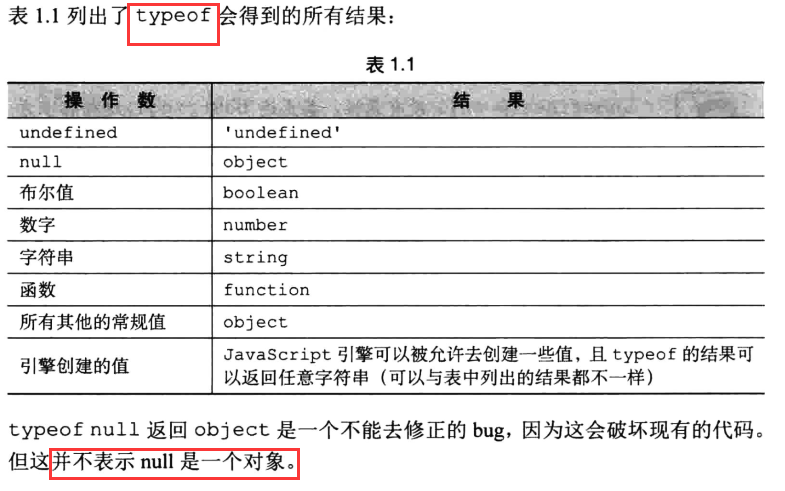 表 1.1 列出了 typeof 会得到的所有结果：
表 1.1
操 作 数 结 果
undefined 'undefined'
null object
布尔值 boolean
数字 number
字符串 string
函数 function
所有其他的常规值 object
引擎创建的值 JavaScript 引擎可以被允许去创建一些值，且 typeof 的结果可
以返回任意字符串（可以与表中列出的结果都不一样）
typeof null 返回 object 是一个不能去修正的 bug，因为这会破坏现有的代码。
但这并不表示 null 是一个对象。